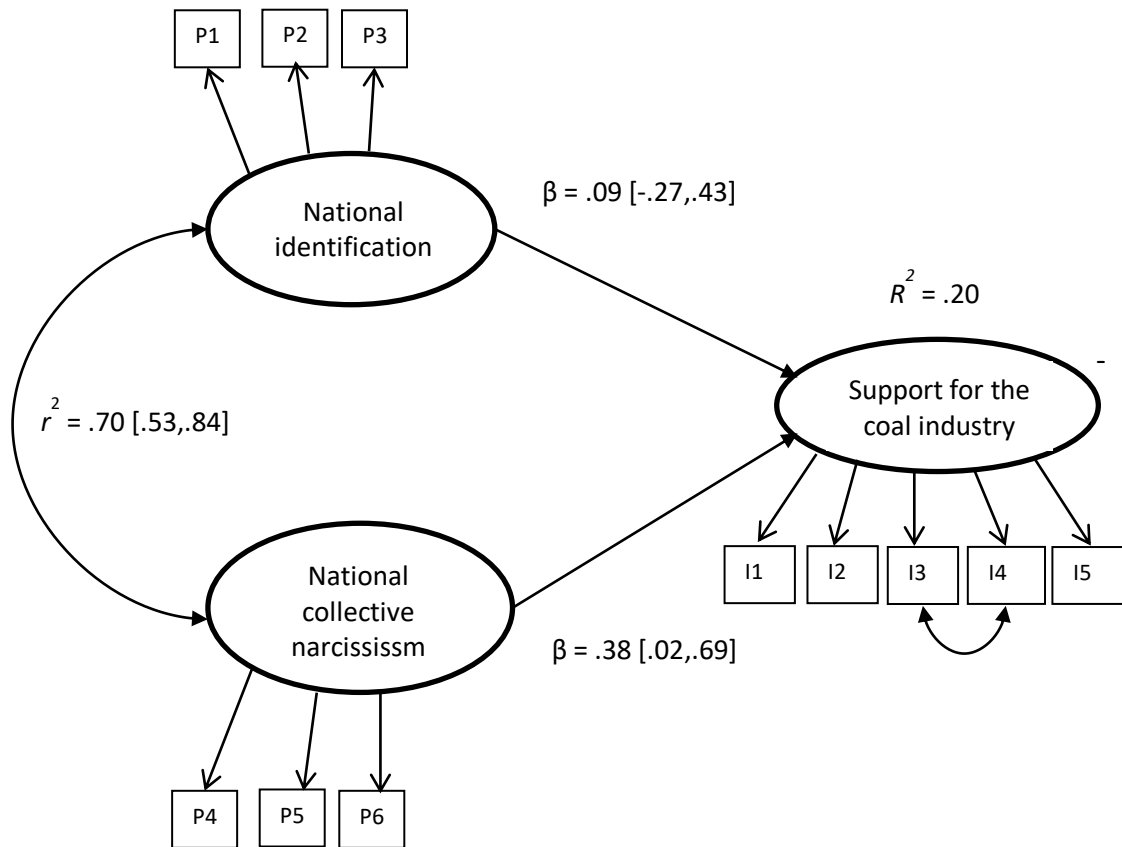 P1
P2
P3
National
identification
β = .09 [-.27,.43]
R² = .20
-
Support for the
coal industry
r² = .70 [.53,.84]
I1
I2
I3
I4
I5
National
collective
narcississm
β = .38 [.02,.69]
P4
P5
P6